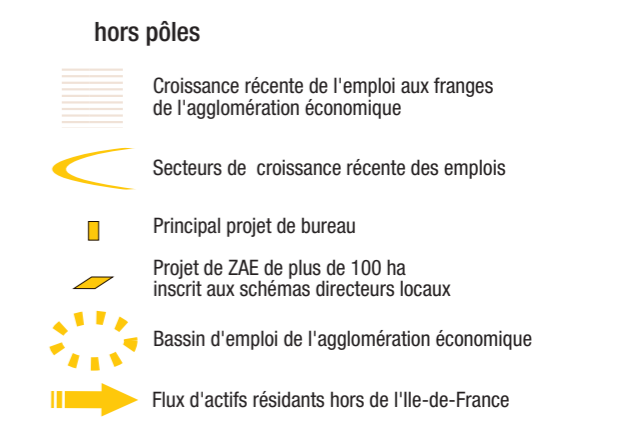 hors pôles
Croissance récente de l'emploi aux franges
de l'agglomération économique
Secteurs de croissance récente des emplois
Principal projet de bureau
Projet de ZAE de plus de 100 ha
inscrit aux schémas directeurs locaux
Bassin d'emploi de l'agglomération économique
Flux d'actifs résidants hors de l'Ile-de-France